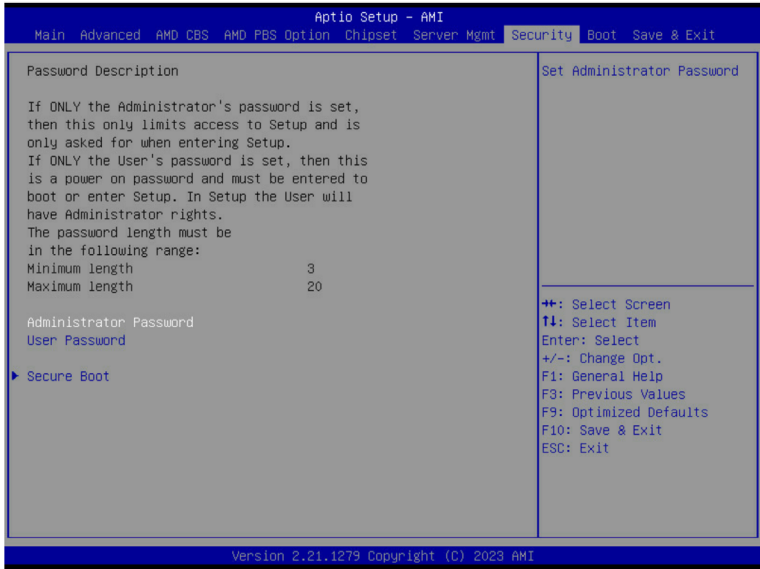 Aptio Setup – AMI
Main Advanced AMD CBS AMD PBS Option Chipset Server Mgmt Security Boot Save & Exit
Password Description
If ONLY the Administrator's password is set,
then this only limits access to Setup and is
only asked for when entering Setup.
If ONLY the User's password is set, then this
is a power on password and must be entered to
boot or enter Setup. In Setup the User will
have Administrator rights.
The password length must be
in the following range:
Minimum length 3
Maximum length 20
Administrator Password
User Password
▶ Secure Boot
Set Administrator Password
→←: Select Screen
↑↓: Select Item
Enter: Select
+/-: Change Opt.
F1: General Help
F3: Previous Values
F9: Optimized Defaults
F10: Save & Exit
ESC: Exit
Version 2.21.1279 Copyright (C) 2023 AMI